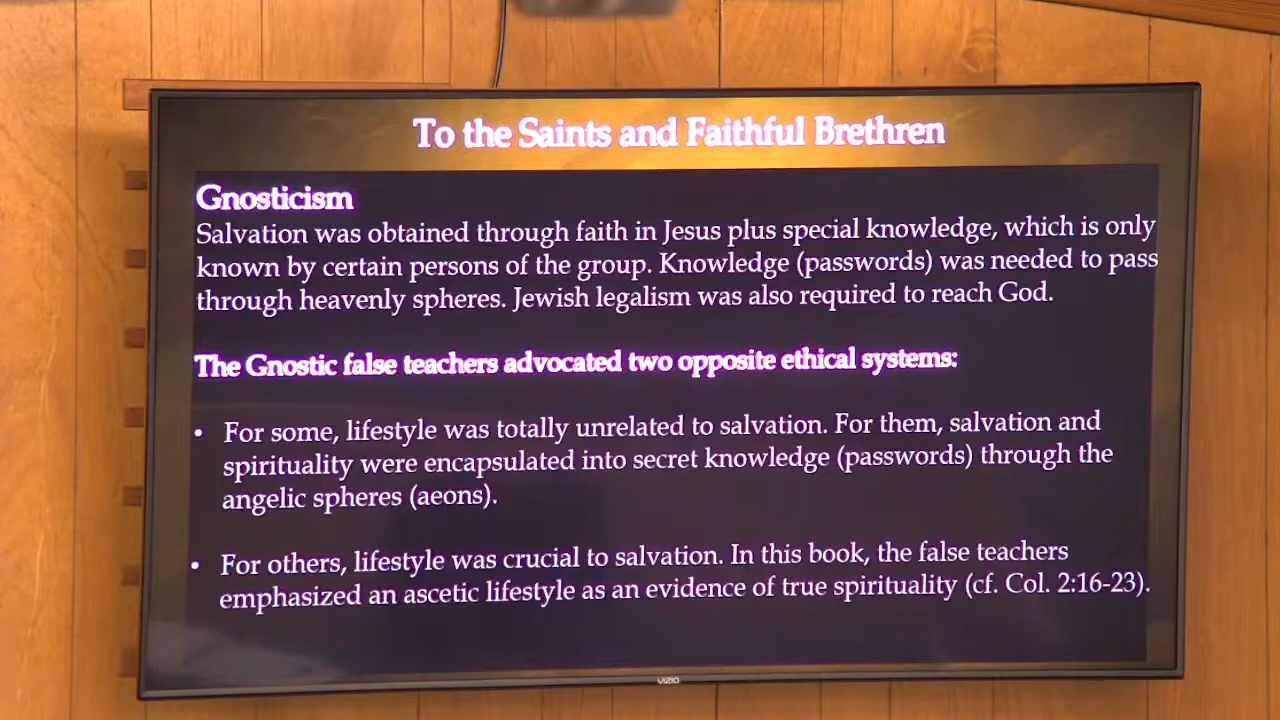 To the Saints and Faithful Brethren
Gnosticism
Salvation was obtained through faith in Jesus plus special knowledge, which is only
known by certain persons of the group. Knowledge (passwords) was needed to pass
through heavenly spheres. Jewish legalism was also required to reach God.
The Gnostic false teachers advocated two opposite ethical systems:
• For some, lifestyle was totally unrelated to salvation. For them, salvation and
spirituality were encapsulated into secret knowledge (passwords) through the
angelic spheres (aeons).
• For others, lifestyle was crucial to salvation. In this book, the false teachers
emphasized an ascetic lifestyle as an evidence of true spirituality (cf. Col. 2:16-23).
VIZIO